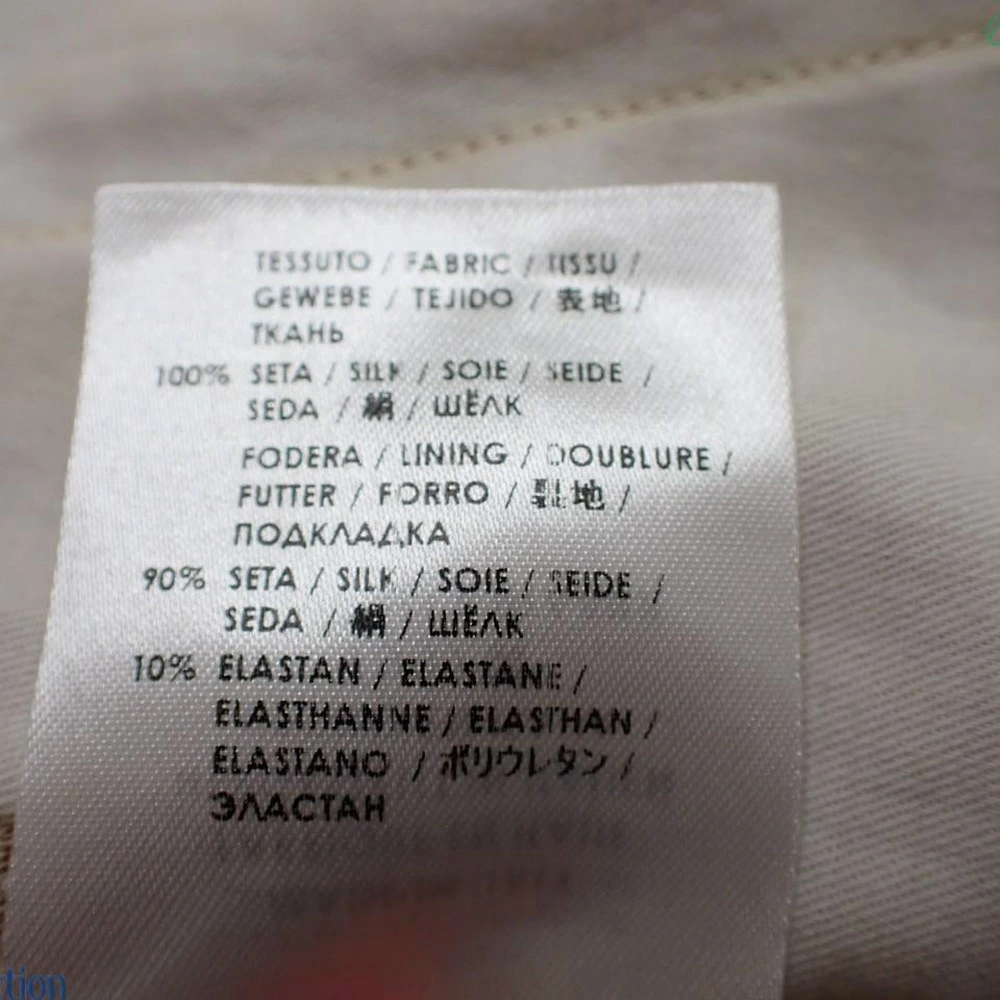 TESSUTO / FABRIC / TISSU /
GEWEBE / TEJIDO / 表地 /
ТКАНЬ
100% SETA / SILK / SOIE / SEIDE /
SEDA / 絹 / ШЁЛК
FODERA / LINING / DOUBLURE /
FUTTER / FORRO / 裏地 /
ПОДКЛАДКА
90% SETA / SILK / SOIE / SEIDE /
SEDA / 絹 / ШЁЛК
10% ELASTAN / ELASTANE /
ELASTHANNE / ELASTHAN /
ELASTANO / ポリウレタン /
ЭЛАСТАН